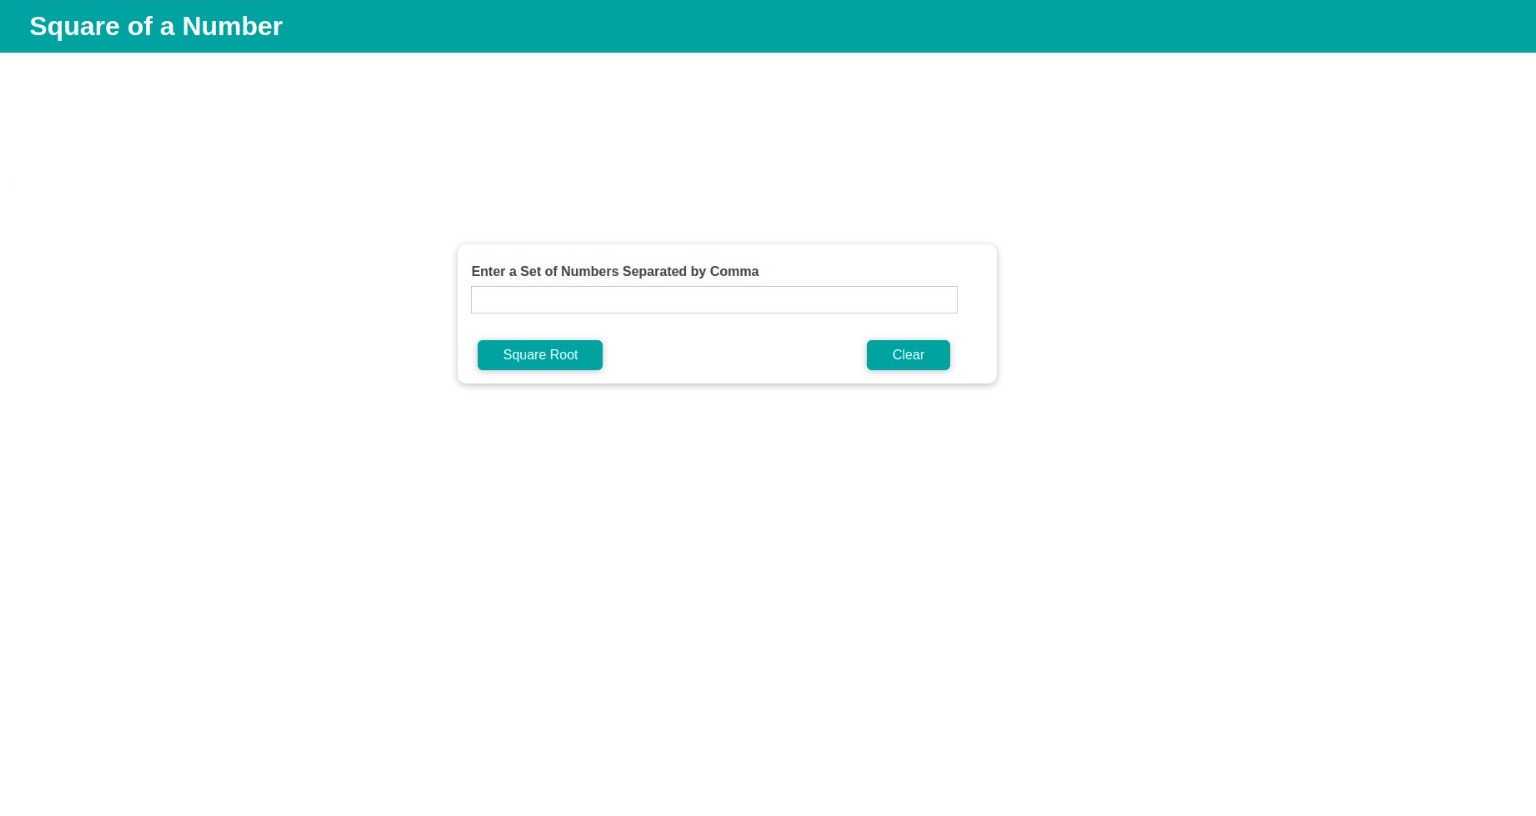 Square of a Number
Enter a Set of Numbers Separated by Comma
Square Root
Clear